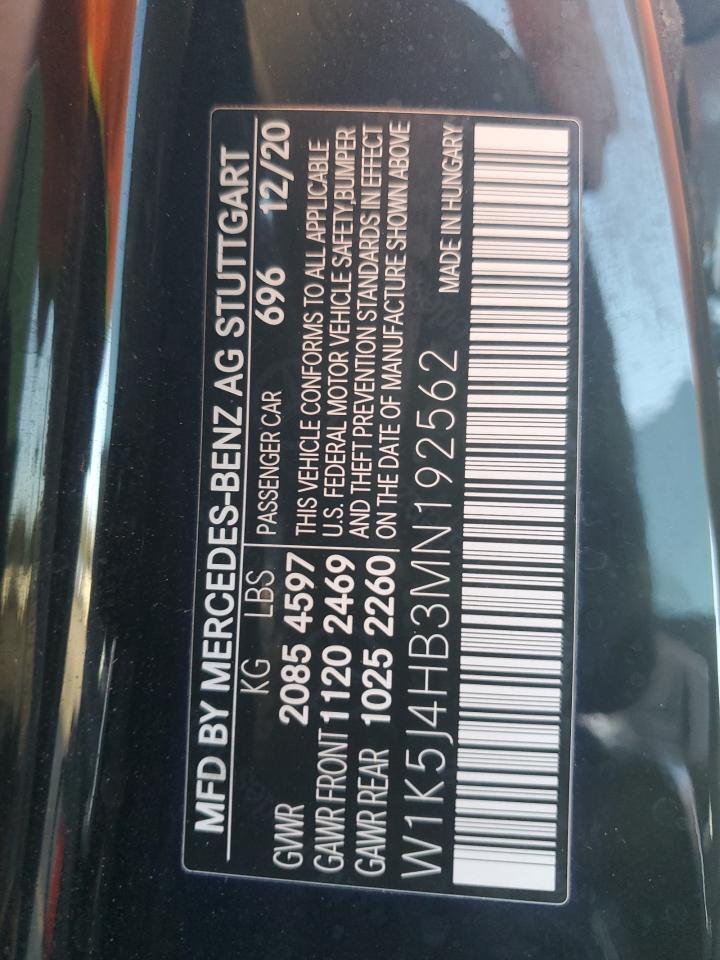 MFD BY MERCEDES-BENZ AG STUTTGART
KG LBS PASSENGER CAR 696 12/20
GVWR 2085 4597 THIS VEHICLE CONFORMS TO ALL APPLICABLE
GAWR FRONT 1120 2469 U.S. FEDERAL MOTOR VEHICLE SAFETY,BUMPER
GAWR REAR 1025 2260 AND THEFT PREVENTION STANDARDS IN EFFECT
ON THE DATE OF MANUFACTURE SHOWN ABOVE
W1K5J4HB3MN192562 MADE IN HUNGARY